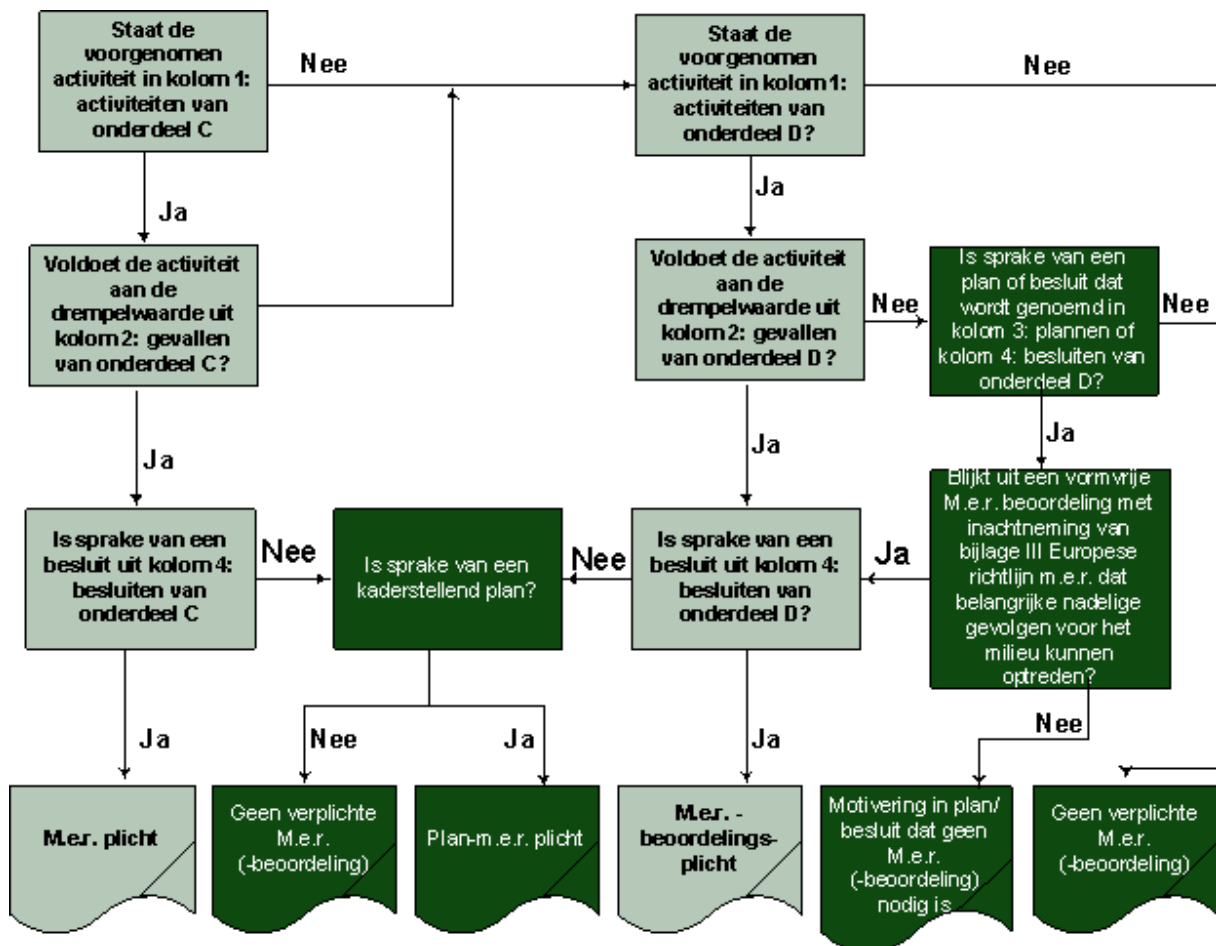 Staat de
voorgenomen
activiteit in kolom 1:
activiteiten van
onderdeel C
Nee
Staat de
voorgenomen
activiteit in kolom 1:
activiteiten van
onderdeel D?
Nee
Ja
Ja
Voldoet de activiteit
aan de
drempelwaarde uit
kolom 2: gevallen
van onderdeel C?
Voldoet de activiteit
aan de
drempelwaarde uit
kolom 2: gevallen
van onderdeel D?
Nee
Is sprake van een
plan of besluit dat
wordt genoemd in
kolom 3: plannen of
kolom 4: besluiten van
onderdeel D?
Nee
Ja
Ja
Ja
Is sprake van een
besluit uit kolom 4:
besluiten van
onderdeel C
Nee
Is sprake van een
kaderstellend plan?
Nee
Is sprake van een
besluit uit kolom 4:
besluiten van
onderdeel D?
Ja
Blijkt uit een vormvrije
M.e.r. beoordeling met
inachtneming van
bijlage III Europese
richtlijn m.e.r. dat
belangrijke nadelige
gevolgen voor het
milieu kunnen
optreden?
Ja
Nee
Ja
Ja
Nee
M.e.r. plicht
Geen verplichte
M.e.r.
(-beoordeling)
Plan-m.e.r. plicht
M.e.r. -
beoordelings-
plicht
Motivering in plan/
besluit dat geen
M.e.r.
(-beoordeling)
nodig is
Geen verplichte
M.e.r.
(-beoordeling)